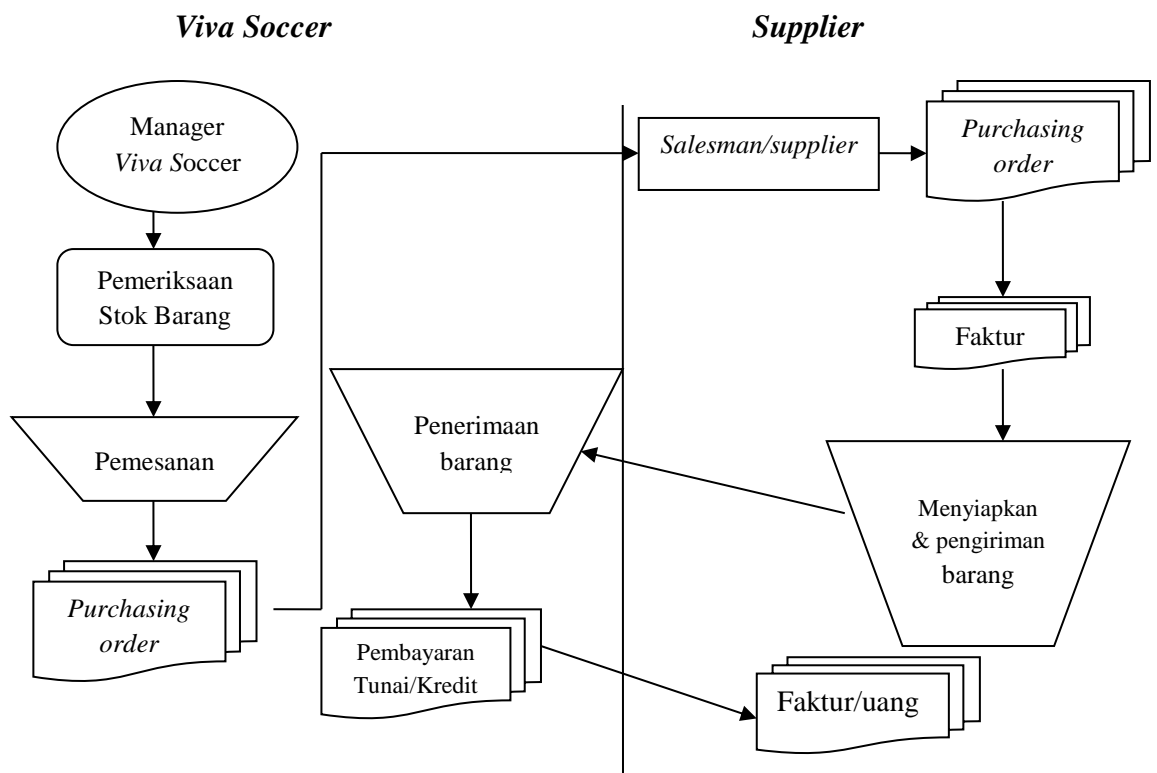 Viva Soccer
Supplier
Manager
Viva Soccer
Pemeriksaan
Stok Barang
Pemesanan
Purchasing
order
Salesman/supplier
Purchasing
order
Faktur
Menyiapkan
& pengiriman
barang
Penerimaan
barang
Pembayaran
Tunai/Kredit
Faktur/uang